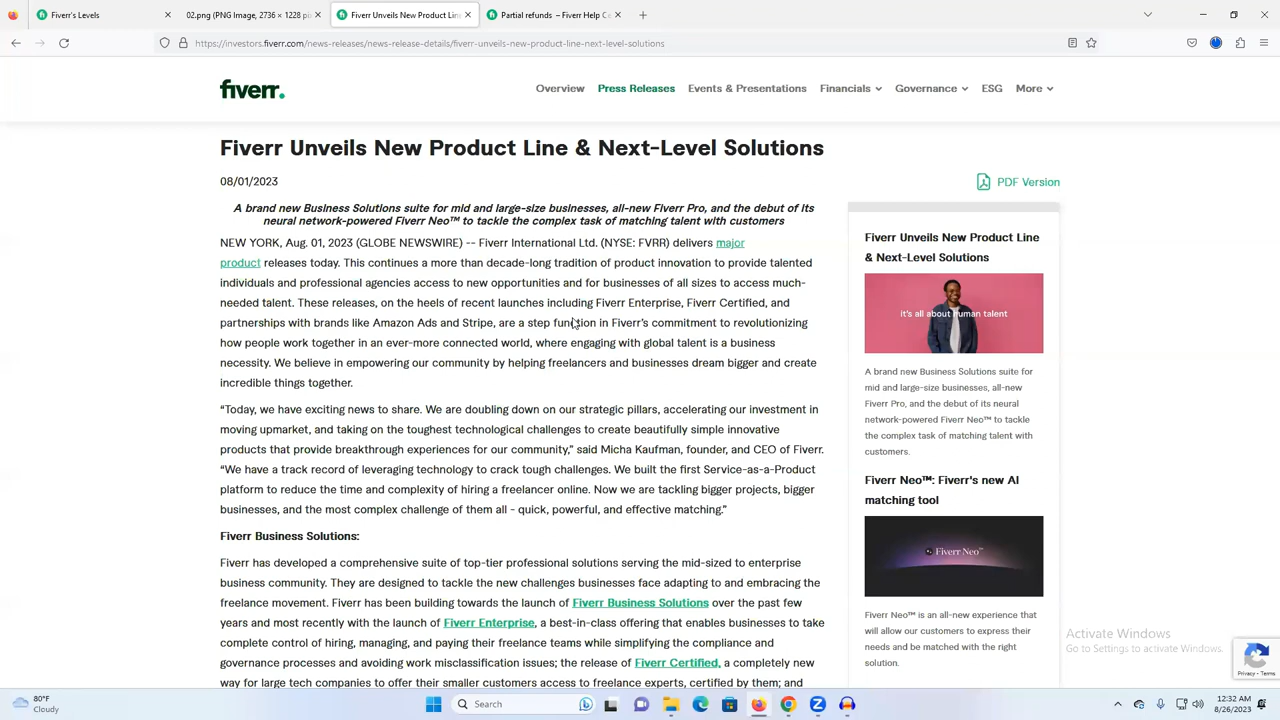 Fiverr's Levels
02.png (PNG Image, 2736 × 1228 pi
Fiverr Unveils New Product Lin
Partial refunds – Fiverr Help Ce
https://investors.fiverr.com/news-releases/news-release-details/fiverr-unveils-new-product-line-next-level-solutions
fiverr.
Overview
Press Releases
Events & Presentations
Financials
Governance
ESG
More
Fiverr Unveils New Product Line & Next-Level Solutions
08/01/2023
PDF Version
A brand new Business Solutions suite for mid and large-size businesses, all-new Fiverr Pro, and the debut of its
neural network-powered Fiverr Neo™ to tackle the complex task of matching talent with customers
NEW YORK, Aug. 01, 2023 (GLOBE NEWSWIRE) -- Fiverr International Ltd. (NYSE: FVRR) delivers major
product releases today. This continues a more than decade-long tradition of product innovation to provide talented
individuals and professional agencies access to new opportunities and for businesses of all sizes to access much-
needed talent. These releases, on the heels of recent launches including Fiverr Enterprise, Fiverr Certified, and
partnerships with brands like Amazon Ads and Stripe, are a step function in Fiverr's commitment to revolutionizing
how people work together in an ever-more connected world, where engaging with global talent is a business
necessity. We believe in empowering our community by helping freelancers and businesses dream bigger and create
incredible things together.
“Today, we have exciting news to share. We are doubling down on our strategic pillars, accelerating our investment in
moving upmarket, and taking on the toughest technological challenges to create beautifully simple innovative
products that provide breakthrough experiences for our community,” said Micha Kaufman, founder, and CEO of Fiverr.
“We have a track record of leveraging technology to crack tough challenges. We built the first Service-as-a-Product
platform to reduce the time and complexity of hiring a freelancer online. Now we are tackling bigger projects, bigger
businesses, and the most complex challenge of them all - quick, powerful, and effective matching.”
Fiverr Business Solutions:
Fiverr has developed a comprehensive suite of top-tier professional solutions serving the mid-sized to enterprise
business community. They are designed to tackle the new challenges businesses face adapting to and embracing the
freelance movement. Fiverr has been building towards the launch of Fiverr Business Solutions over the past few
years and most recently with the launch of Fiverr Enterprise, a best-in-class offering that enables businesses to take
complete control of hiring, managing, and paying their freelance teams while simplifying the compliance and
governance processes and avoiding work misclassification issues; the release of Fiverr Certified, a completely new
way for large tech companies to offer their smaller customers access to freelance experts, certified by them; and
Fiverr Unveils New Product Line
& Next-Level Solutions
It's all about human talent
A brand new Business Solutions suite for
mid and large-size businesses, all-new
Fiverr Pro, and the debut of its neural
network-powered Fiverr Neo™ to tackle
the complex task of matching talent with
customers.
Fiverr Neo™: Fiverr's new AI
matching tool
Fiverr Neo™
Fiverr Neo™ is an all-new experience that
will allow our customers to express their
needs and be matched with the right
solution.
Activate Windows
Go to Settings to activate Windows.
Privacy - Terms
80°F
Cloudy
Search
12:32 AM
8/26/2023